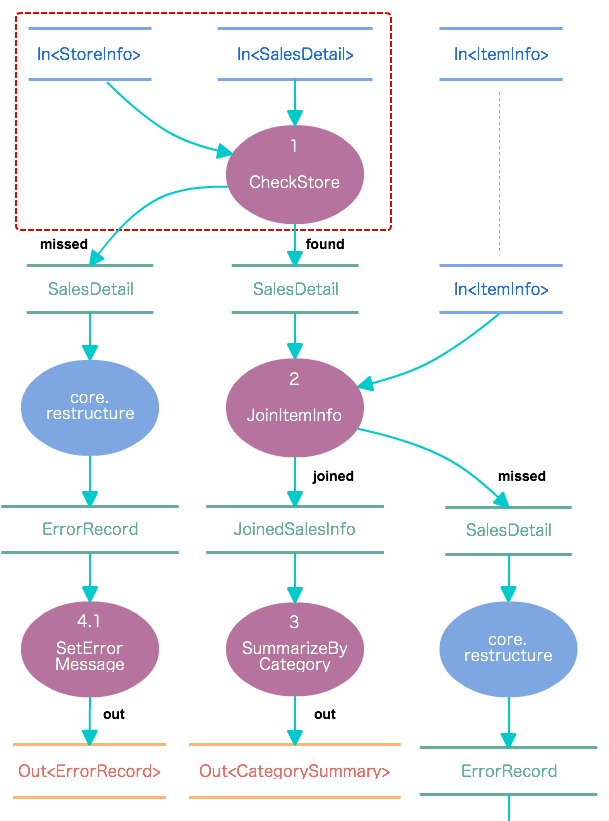 In<StoreInfo>
In<SalesDetail>
In<ItemInfo>
1
CheckStore
missed
found
SalesDetail
SalesDetail
In<ItemInfo>
core.
restructure
2
JoinItemInfo
joined
missed
ErrorRecord
JoinedSalesInfo
SalesDetail
4.1
SetError
Message
3
SummarizeBy
Category
core.
restructure
out
out
Out<ErrorRecord>
Out<CategorySummary>
ErrorRecord